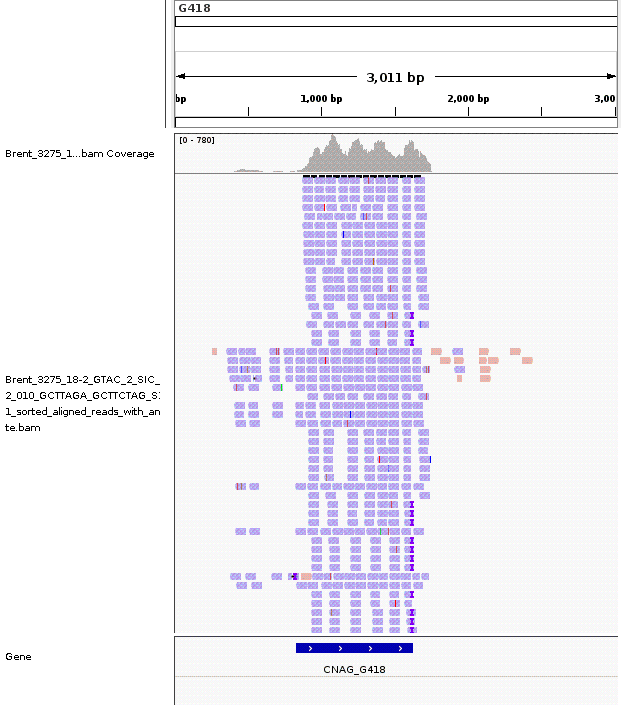 G418
3,011 bp
bp
1,000 bp
2,000 bp
3,00
[0 - 780]
Brent_3275_1...bam Coverage
Brent_3275_18-2_GTAC_2_SIC_
2_010_GCTTAGA_GCTTCTAG_S
1_sorted_aligned_reads_with_an
te.bam
Gene
CNAG_G418